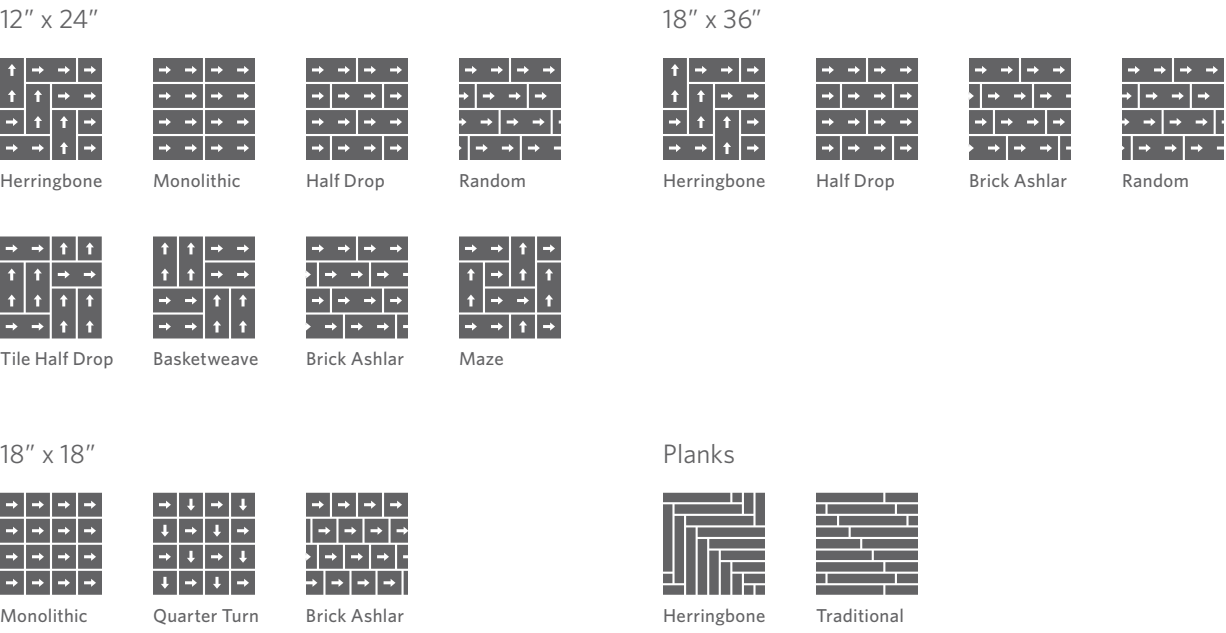 12” x 24”
Herringbone
Monolithic
Half Drop
Random
Tile Half Drop
Basketweave
Brick Ashlar
Maze
18” x 36”
Herringbone
Half Drop
Brick Ashlar
Random
18” x 18”
Monolithic
Quarter Turn
Brick Ashlar
Planks
Herringbone
Traditional